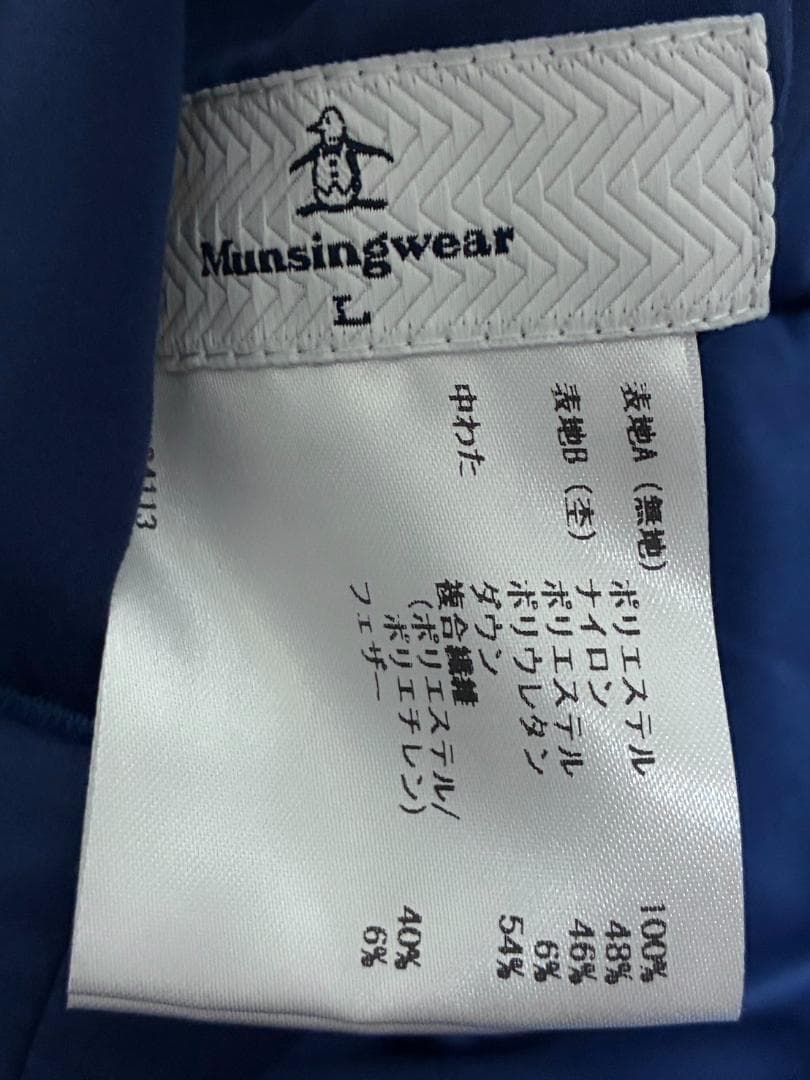 Munsingwear
L
表地A (無地) ポリエステル 100%
表地B (杢) ナイロン 48%
ポリエステル 46%
ポリウレタン 6%
中わた ダウン 54%
複合繊維
(ポリエステル/
ポリエチレン) 40%
フェザー 6%
4113